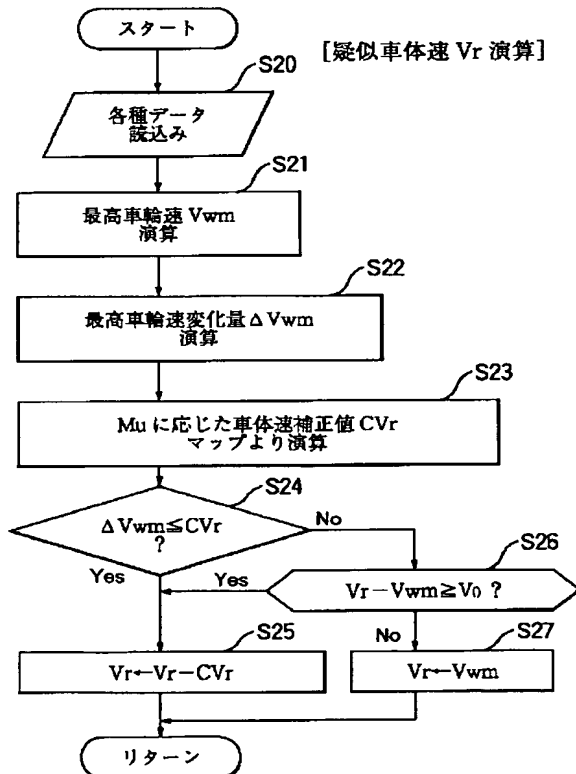 スタート
[疑似車体速 Vr 演算]
S20
各種データ
読込み
S21
最高車輪速 Vwm
演算
S22
最高車輪速変化量 Δ Vwm
演算
S23
Mu に応じた車体速補正値 CVr
マップより演算
S24
Δ Vwm≦CVr
?
No
Yes
S26
Vr－Vwm≧V0 ?
Yes
No
S25
Vr←Vr－CVr
S27
Vr←Vwm
リターン